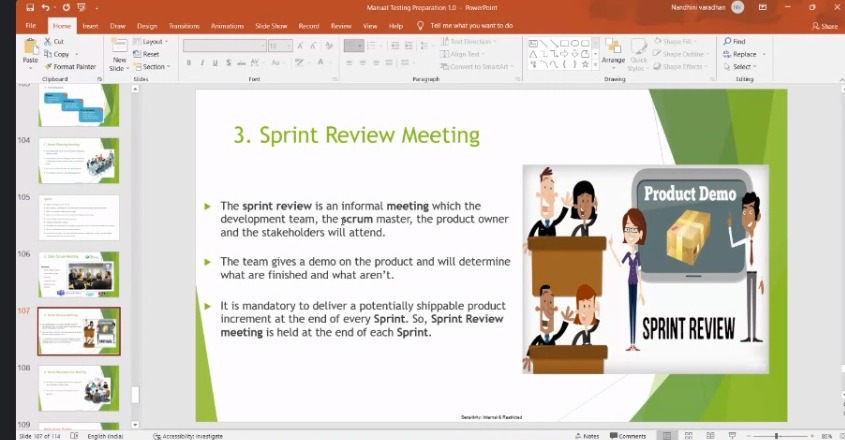 Manual Testing Preparation 1.0 - PowerPoint
Nandhini varadhan
File Home Insert Draw Design Transitions Animations Slide Show Record Review View Help Tell me what you want to do
Share
Cut
Copy
Format Painter
Paste
Clipboard
New
Slide
Layout
Reset
Section
Slides
Font
Text Direction
Align Text
Convert to SmartArt
Paragraph
Arrange
Quick
Styles
Shape Fill
Shape Outline
Shape Effects
Drawing
Find
Replace
Select
Editing
104
105
106
107
108
109
3. Sprint Review Meeting
The sprint review is an informal meeting which the
development team, the scrum master, the product owner
and the stakeholders will attend.
The team gives a demo on the product and will determine
what are finished and what aren't.
It is mandatory to deliver a potentially shippable product
increment at the end of every Sprint. So, Sprint Review
meeting is held at the end of each Sprint.
Product Demo
SPRINT REVIEW
Sensitivity: Internal & Restricted
Slide 107 of 114 English (India) Accessibility: Investigate
Notes Comments